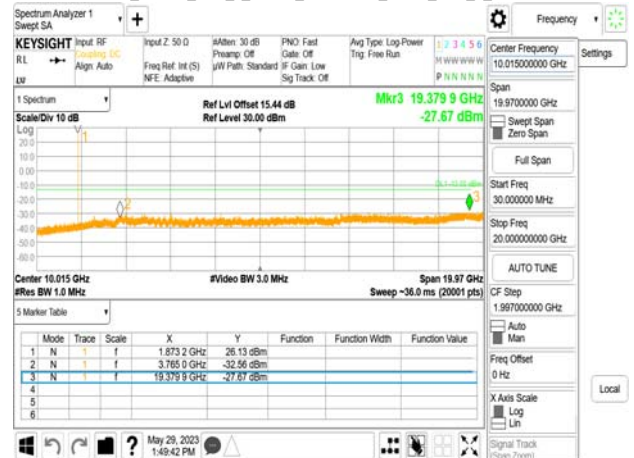 Spectrum Analyzer 1
Swept SA
Frequency
KEYSIGHT
Input: RF
Coupling: DC
Align: Auto
Input Z: 50 Ω
Freq Ref: Int (S)
NFE: Adaptive
#Atten: 30 dB
Preamp: Off
µW Path: Standard
PNO: Fast
Gate: Off
IF Gain: Low
Sig Track: Off
Avg Type: Log-Power
Trig: Free Run
1 2 3 4 5 6
M W W W W W
P N N N N N
RL
Center Frequency
10.015000000 GHz
Settings
Span
19.9700000 GHz
Swept Span
Zero Span
Full Span
Start Freq
30.000000 MHz
Stop Freq
20.000000000 GHz
AUTO TUNE
CF Step
1.997000000 GHz
Auto
Man
Freq Offset
0 Hz
X Axis Scale
Log
Lin
Signal Track
(Span Zoom)
Local
1 Spectrum
Scale/Div 10 dB
Ref Lvl Offset 15.44 dB
Ref Level 30.00 dBm
Mkr3 19.379 9 GHz
-27.67 dBm
Log
20.0
10.0
0.00
-10.0
-20.0
-30.0
-40.0
-50.0
-60.0
1
2
3
Center 10.015 GHz
#Video BW 3.0 MHz
Span 19.97 GHz
#Res BW 1.0 MHz
Sweep ~36.0 ms (20001 pts)
5 Marker Table
Mode Trace Scale X Y Function Function Width Function Value
1 N 1 f 1.873 2 GHz 26.13 dBm
2 N 1 f 3.765 0 GHz -32.56 dBm
3 N 1 f 19.379 9 GHz -27.67 dBm
4
5
6
May 29, 2023
1:49:42 PM